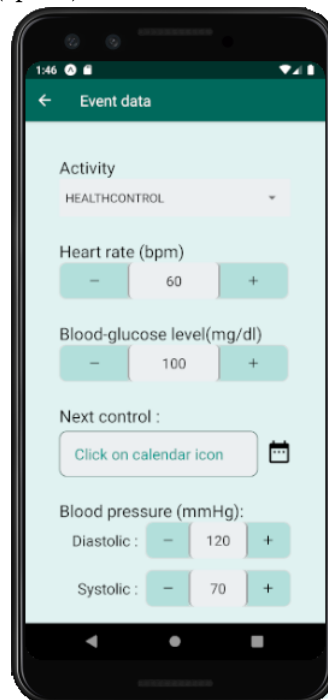 1:46
Event data
Activity
HEALTHCONTROL
Heart rate (bpm)
− 60 +
Blood-glucose level(mg/dl)
− 100 +
Next control :
Click on calendar icon
Blood pressure (mmHg):
Diastolic : − 120 +
Systolic : − 70 +